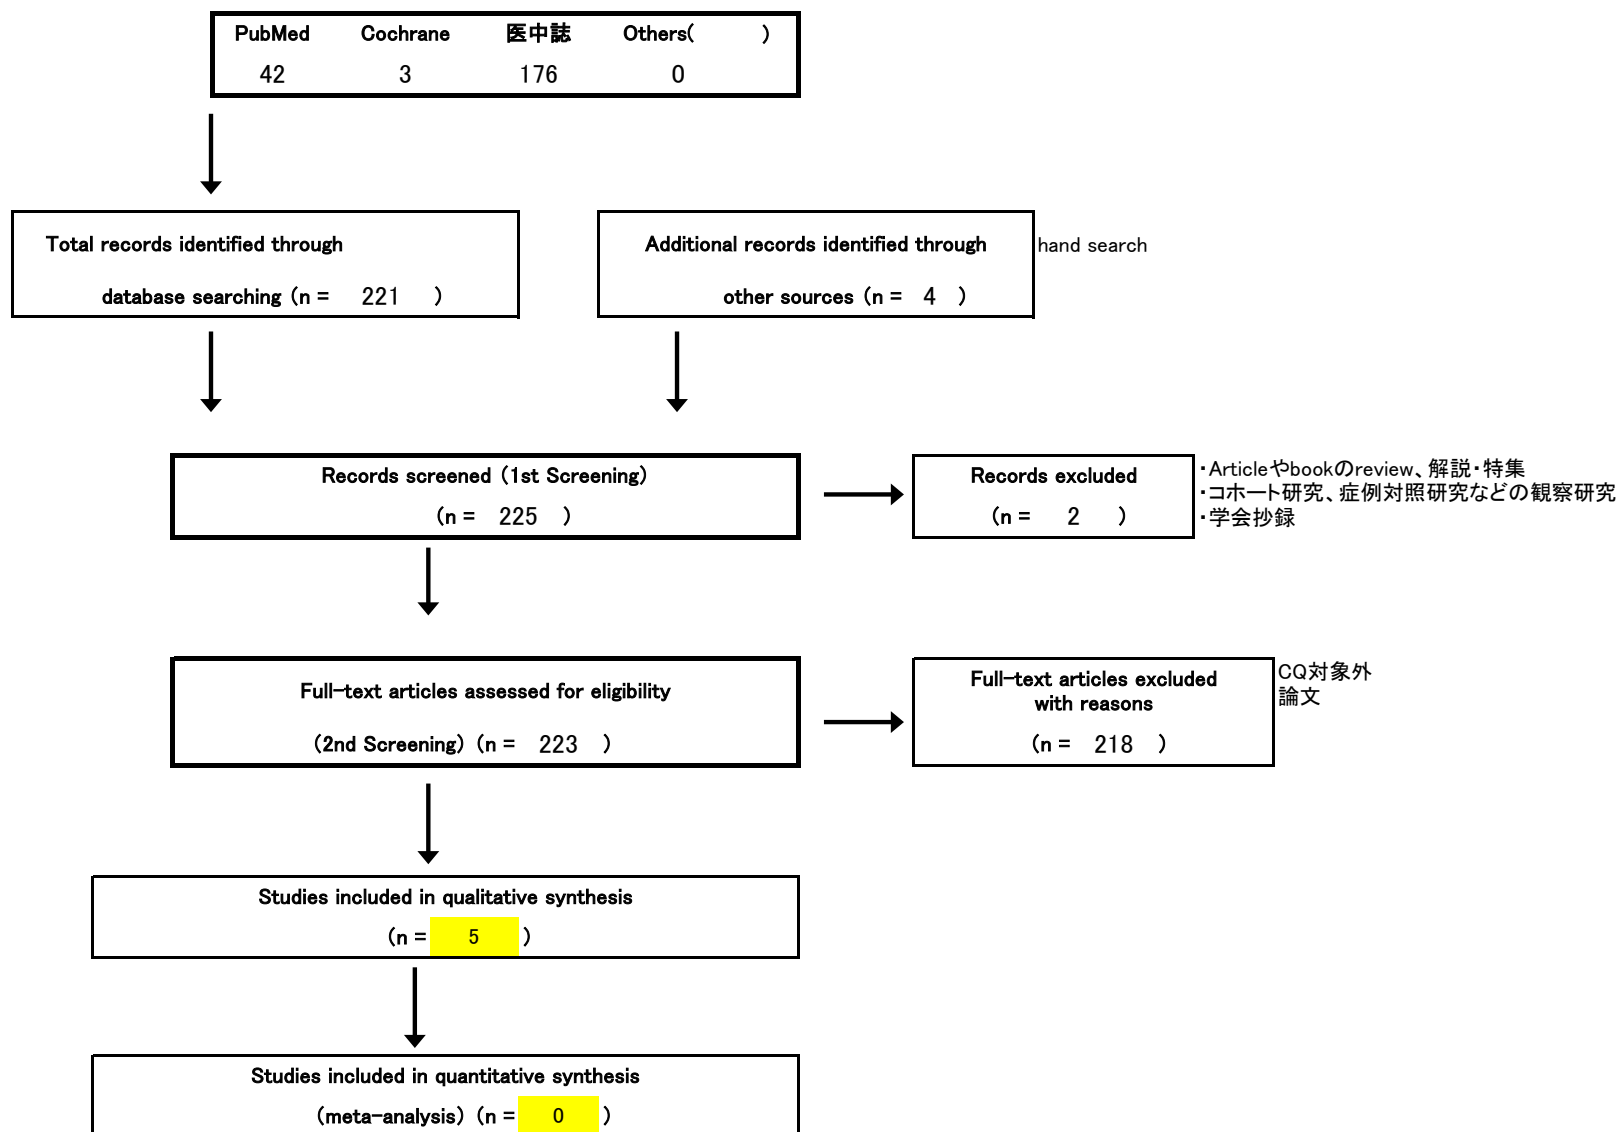 PubMed Cochrane 医中誌 Others( )
42 3 176 0
Total records identified through
database searching (n = 221 )
Additional records identified through
other sources (n = 4 )
hand search
Records screened (1st Screening)
(n = 225 )
Records excluded
(n = 2 )
・Articleやbookのreview、解説・特集
・コホート研究、症例対照研究などの観察研究
・学会抄録
Full-text articles assessed for eligibility
(2nd Screening) (n = 223 )
Full-text articles excluded
with reasons
(n = 218 )
CQ対象外
論文
Studies included in qualitative synthesis
(n = 5 )
Studies included in quantitative synthesis
(meta-analysis) (n = 0 )